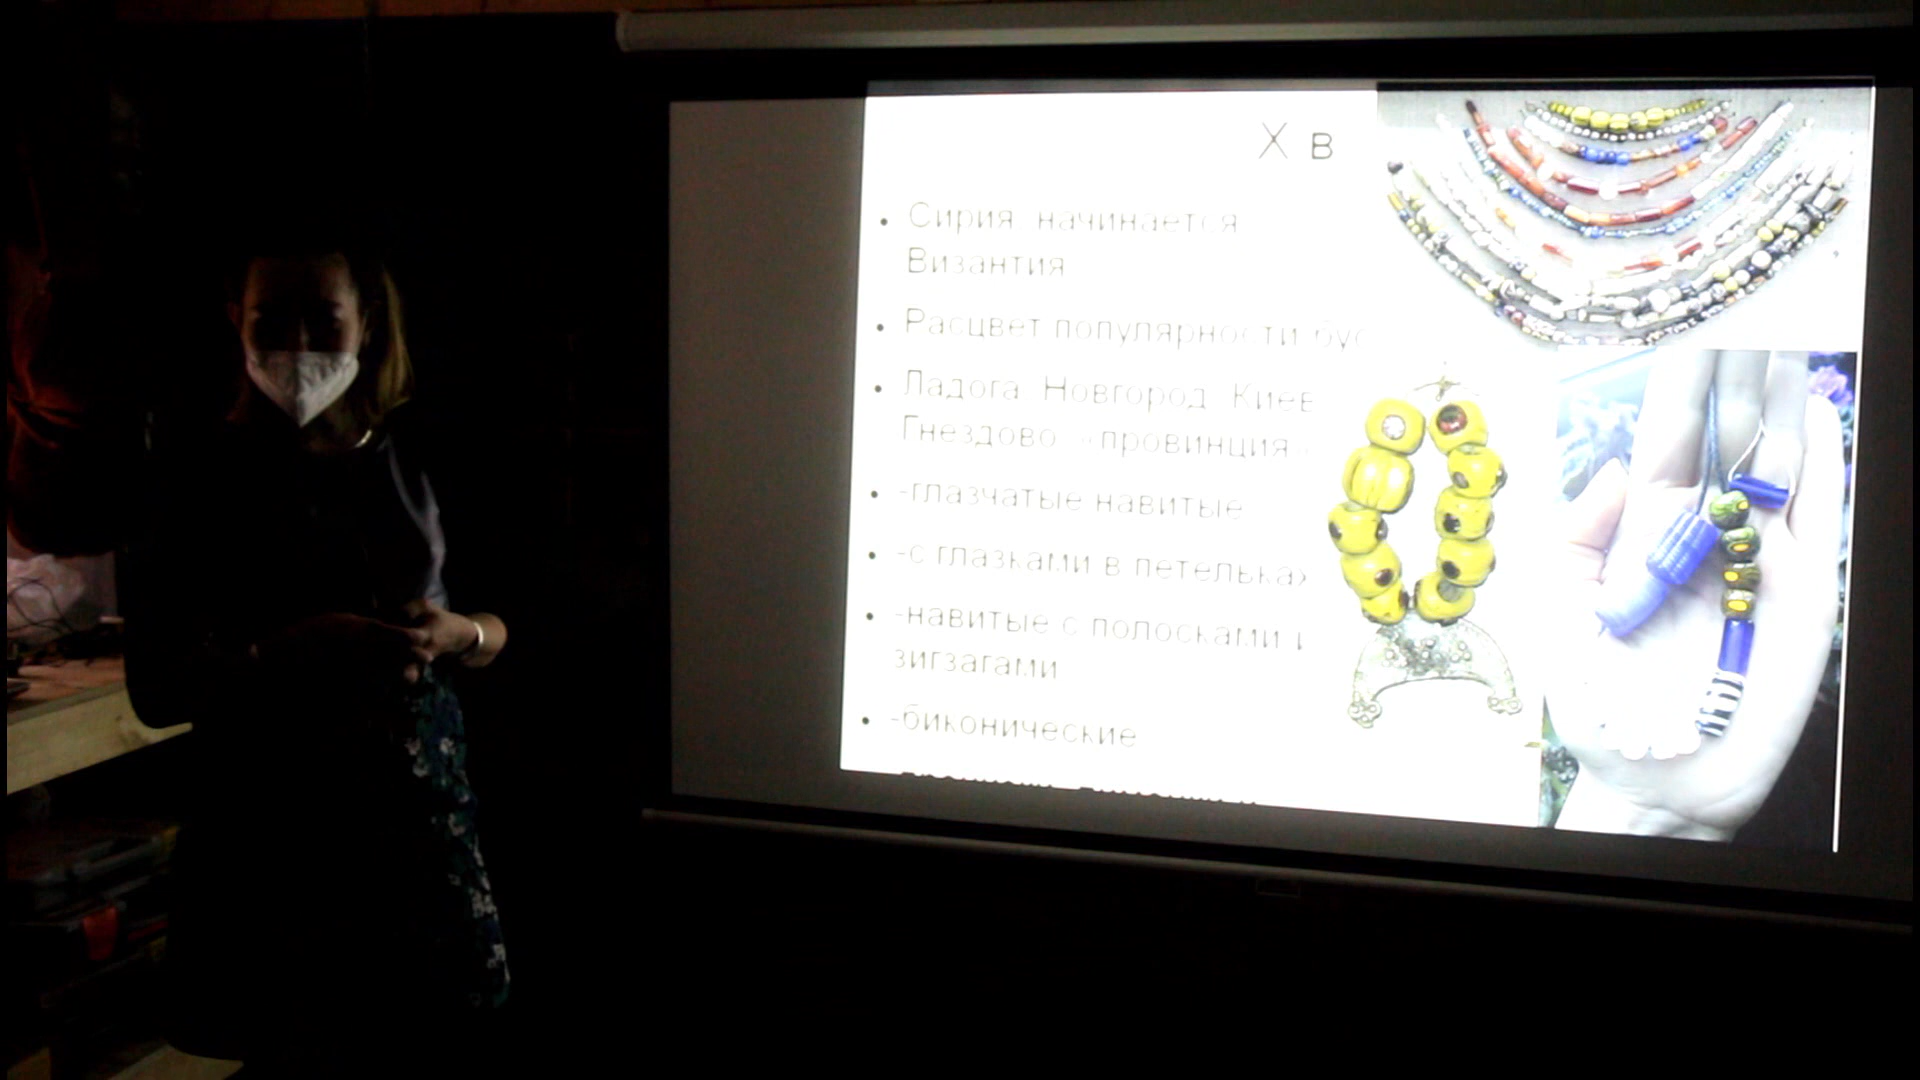 X в
Сирия начинается
Византия
Расцвет популярности бус
Ладога Новгород Киев
Гнездово «провинция»
-глазчатые навитые
-с глазками в петельках
-навитые с полосками и
зигзагами
-биконические